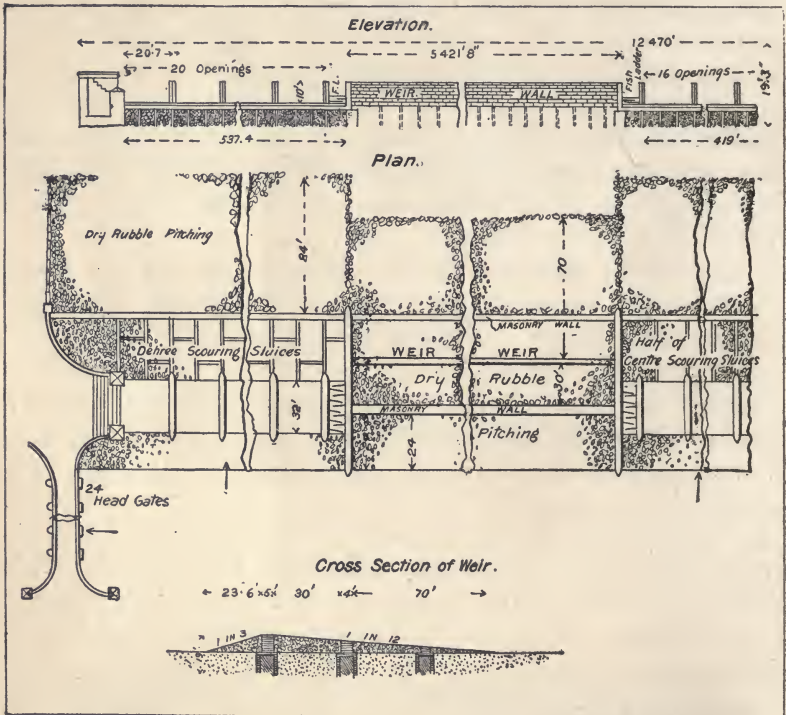 Elevation.
12 470'
20·7
5 421' 8"
20 Openings
10'
F.L.
WEIR
WALL
Fish Ladder
16 Openings
19'.3"
537.4
419'
Plan.
Dry Rubble Pitching
84'
70
MASONRY WALL
Dehree Scouring Sluices
WEIR WEIR
Half of
Centre Scouring Sluices
Dry Rubble
30'
32'
MASONRY WALL
Pitching
24
24
Head Gates
Cross Section of Weir.
23·6' x5' 30' x4' 70'
1 IN 3
1 IN 12